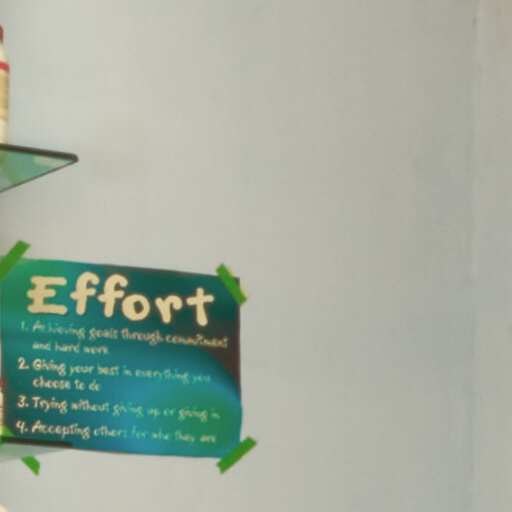 Effort
1. Achieving goals through commitment
and hard work
2. Giving your best in everything you
choose to do
3. Trying without giving up or giving in
4. Accepting others for who they are